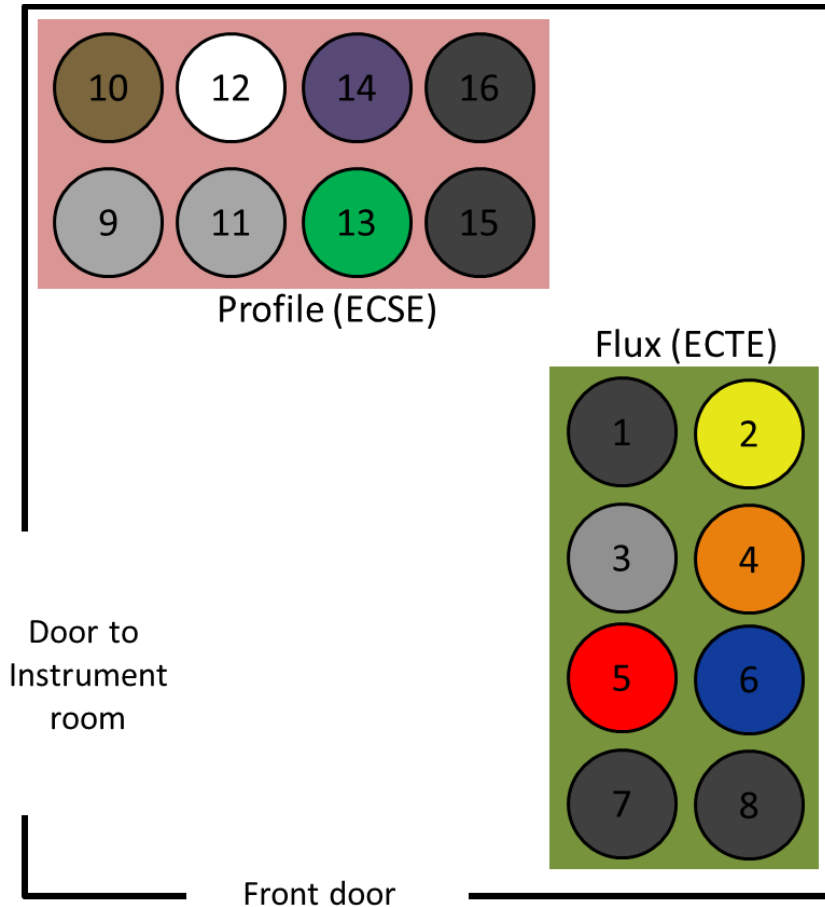 10 12 14 16
9 11 13 15
Profile (ECSE)
Flux (ECTE)
1 2
3 4
5 6
7 8
Door to
Instrument
room
Front door